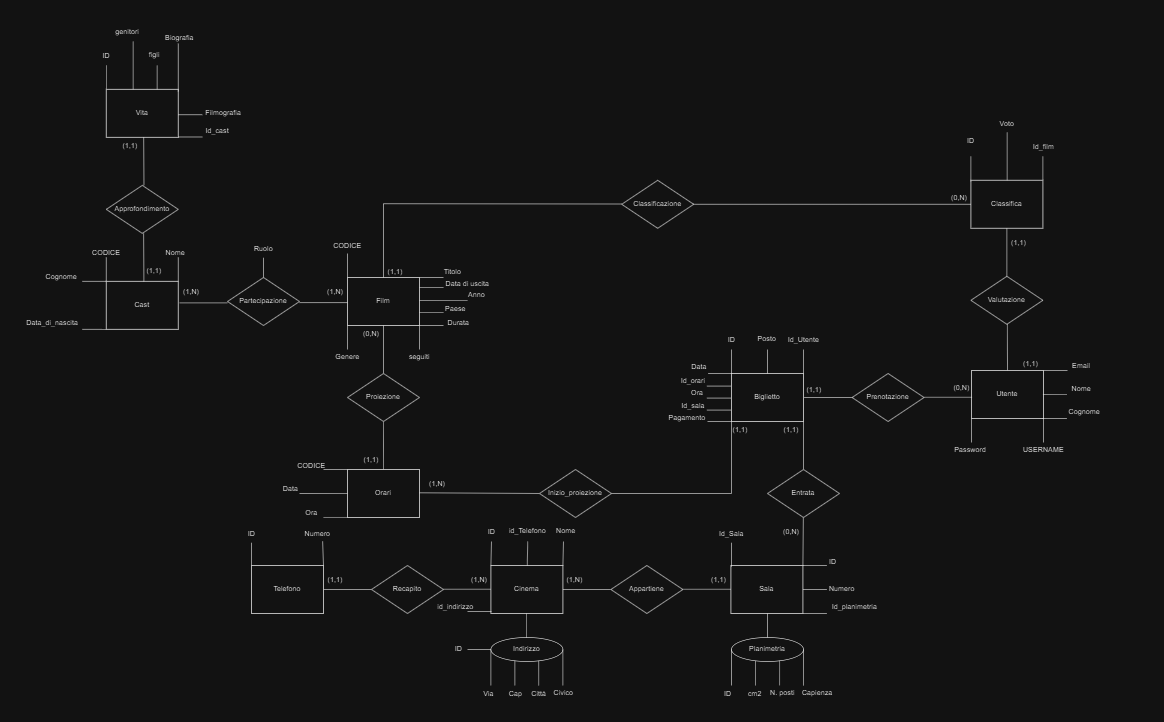 genitori
Biografia
ID
figli
Vita
Filmografia
Id_cast
(1,1)
Approfondimento
CODICE
Nome
Cognome
(1,1)
Cast
(1,N)
Data_di_nascita
Ruolo
Partecipazione
(1,N)
CODICE
(1,1)
Titolo
Data di uscita
Anno
Film
Paese
Durata
(0,N)
Genere
seguiti
Classificazione
Voto
ID
Id_film
(0,N)
Classifica
(1,1)
Valutazione
(1,1)
Email
Nome
Utente
Cognome
(0,N)
Password
USERNAME
Prenotazione
ID
Posto
Id_Utente
Data
Id_orari
Ora
Id_sala
Pagamento
Biglietto
(1,1)
(1,1)
(1,1)
Proiezione
(1,1)
CODICE
Data
Ora
Orari
(1,N)
Inizio_proiezione
Entrata
(0,N)
ID
Numero
Telefono
(1,1)
Recapito
(1,N)
ID
id_Telefono
Nome
Cinema
id_indirizzo
(1,N)
Appartiene
(1,1)
Id_Sala
ID
Sala
Numero
Id_planimetria
ID
Indirizzo
Via
Cap
Città
Civico
Planimetria
ID
cm2
N. posti
Capienza